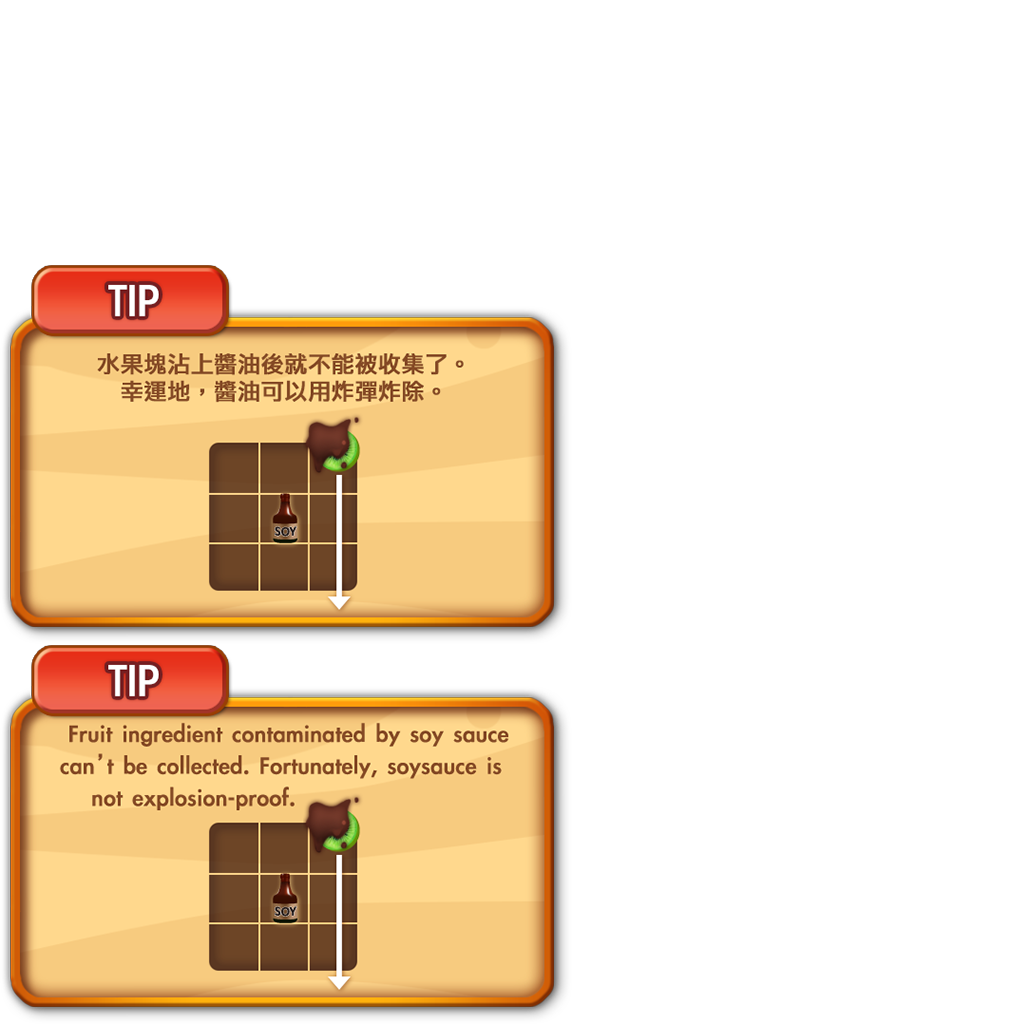 TIP
水果塊沾上醬油後就不能被收集了。
幸運地，醬油可以用炸彈炸除。
SOY
TIP
Fruit ingredient contaminated by soy sauce
can't be collected. Fortunately, soysauce is
not explosion-proof.
SOY